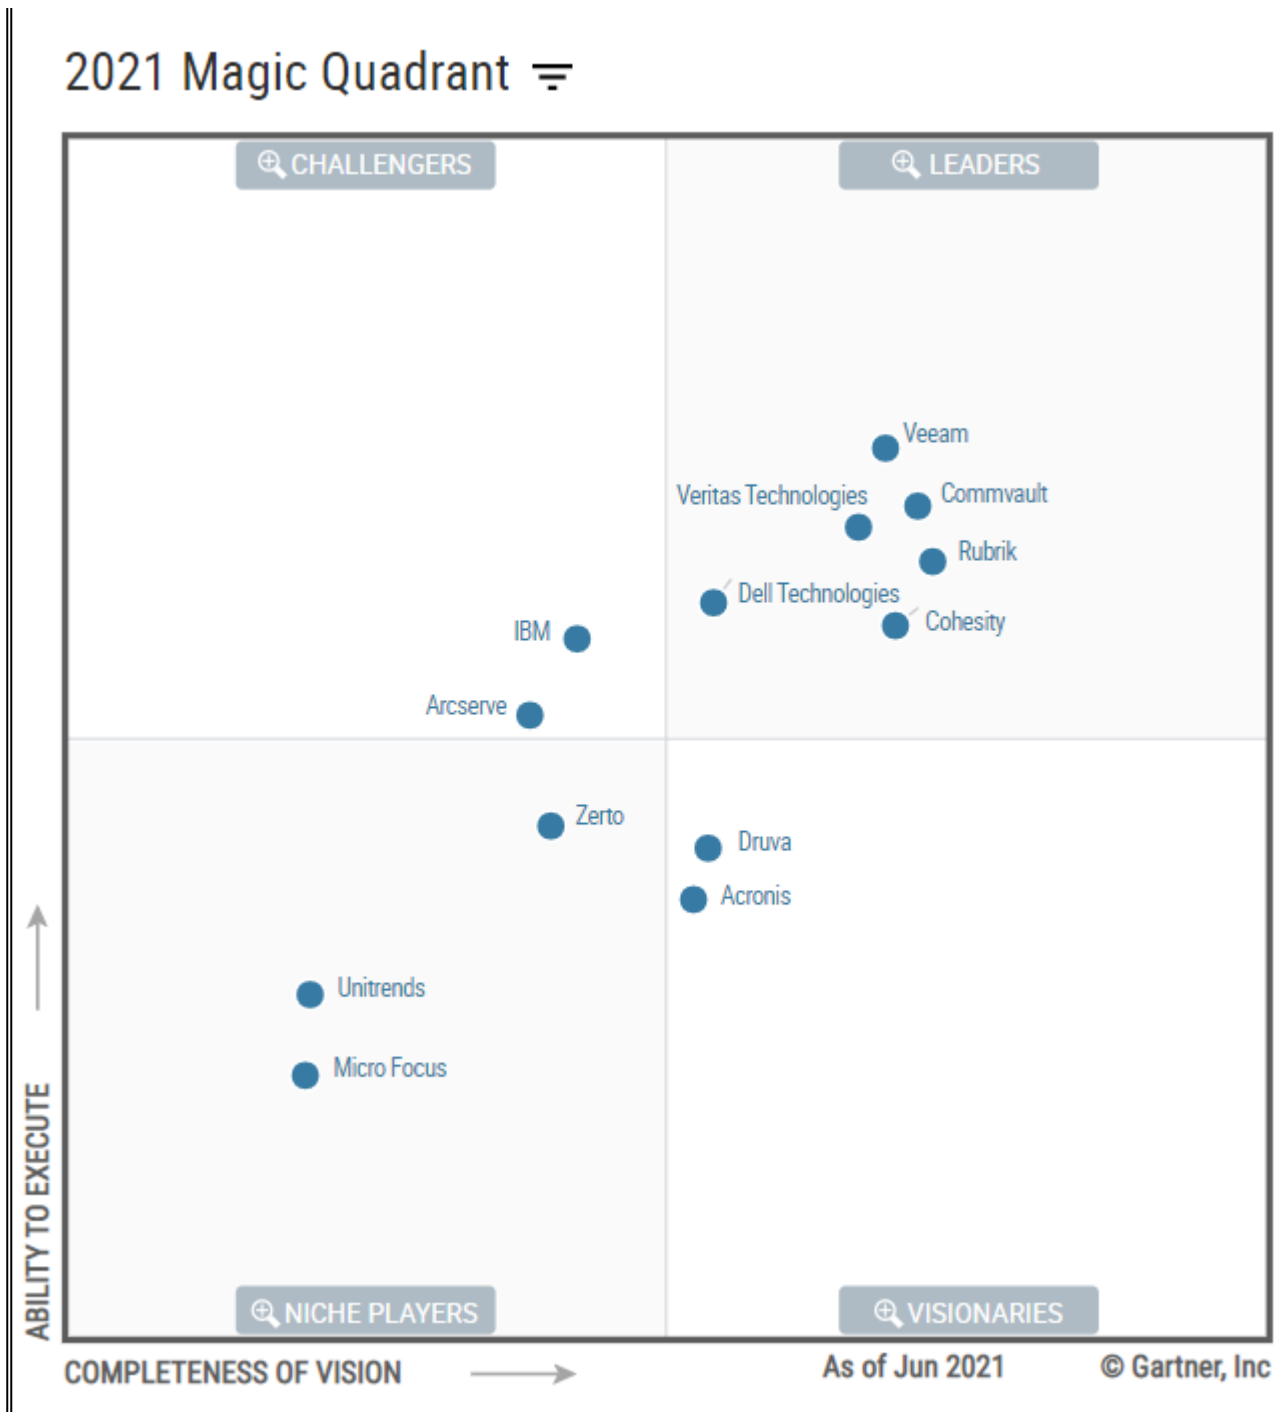 2021 Magic Quadrant
CHALLENGERS
LEADERS
Veeam
Veritas Technologies
Commvault
Rubrik
Dell Technologies
Cohesity
IBM
Arcserve
Zerto
Druva
Acronis
Unitrends
Micro Focus
ABILITY TO EXECUTE
NICHE PLAYERS
VISIONARIES
COMPLETENESS OF VISION
As of Jun 2021
© Gartner, Inc